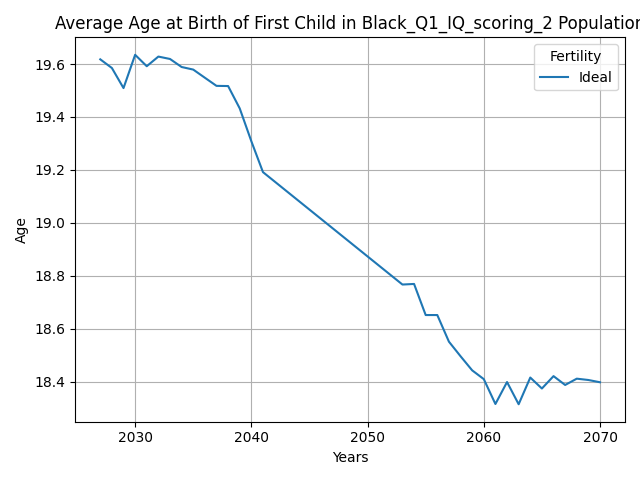 Average Age at Birth of First Child in Black_Q1_IQ_scoring_2 Population
Fertility
Ideal
19.6
19.4
19.2
19.0
18.8
18.6
18.4
Age
2030 2040 2050 2060 2070
Years